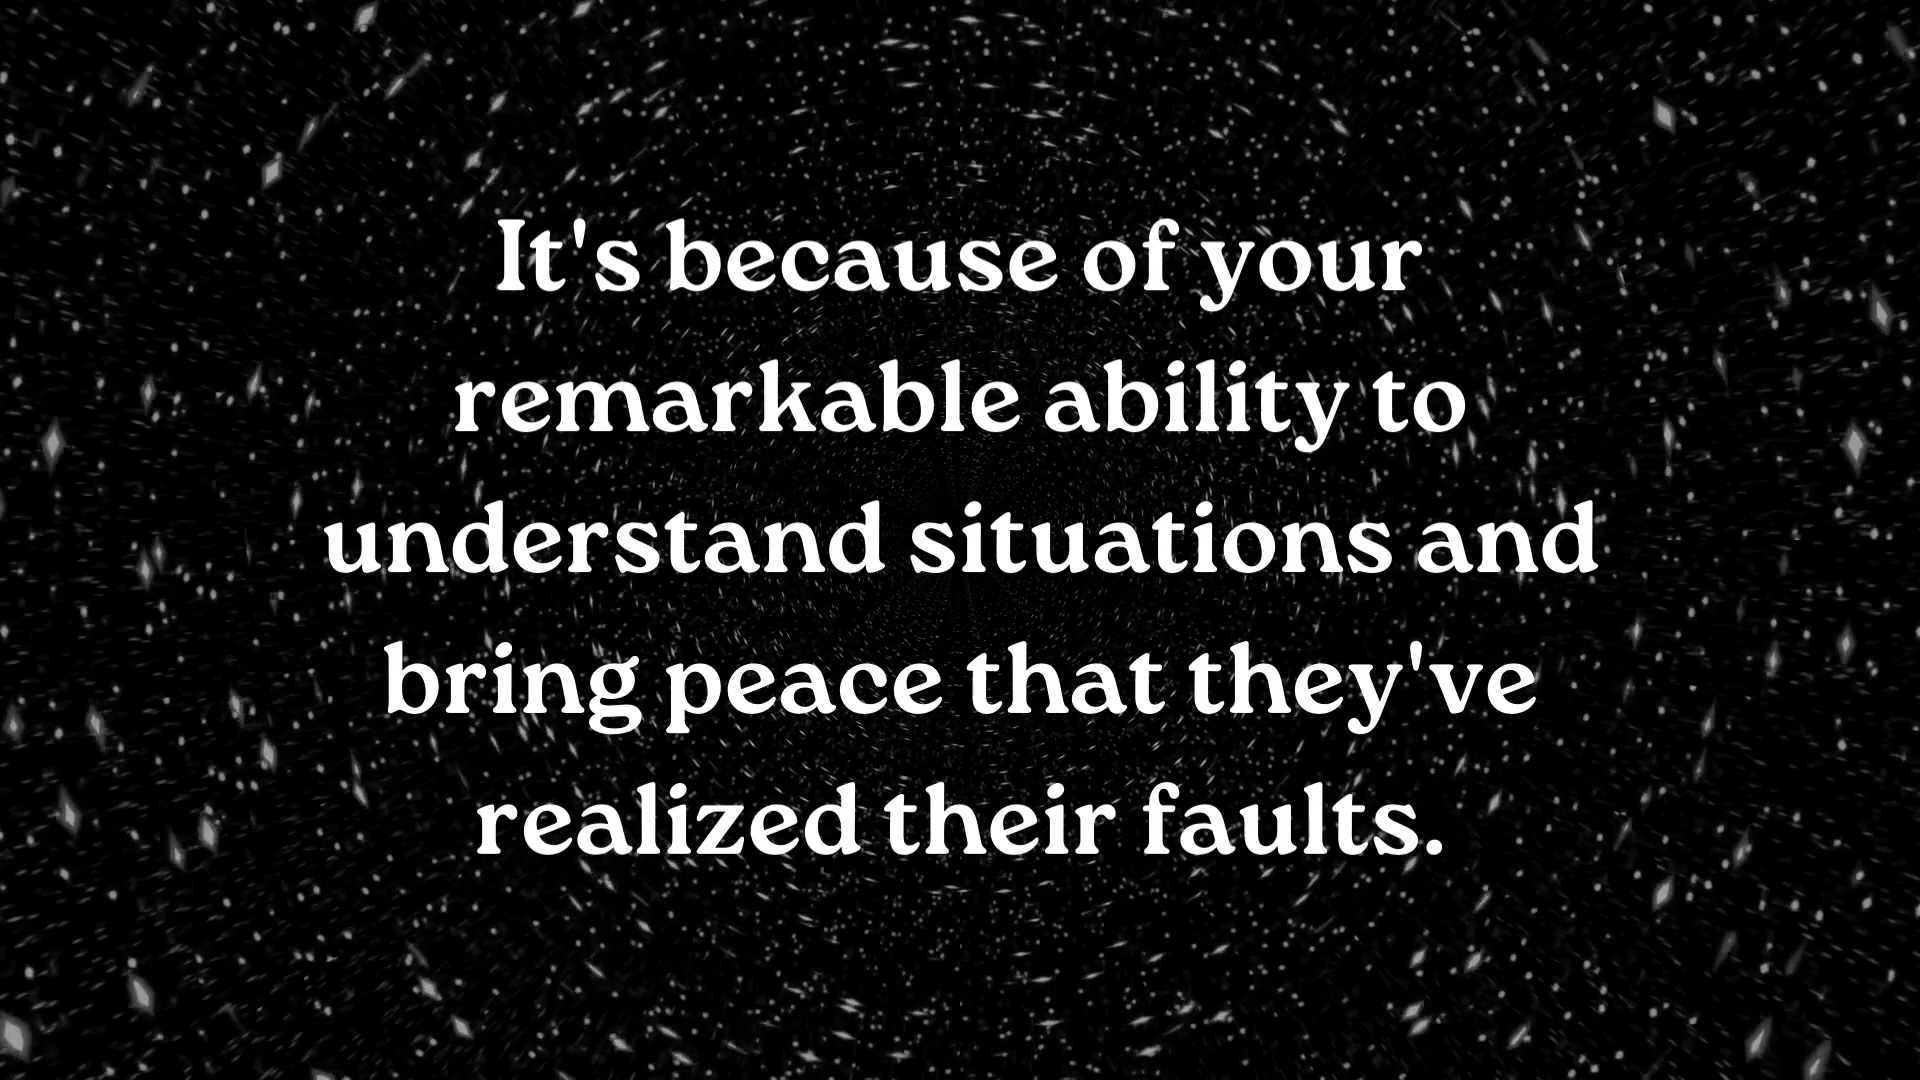 It's because of your
remarkable ability to
understand situations and
bring peace that they've
realized their faults.